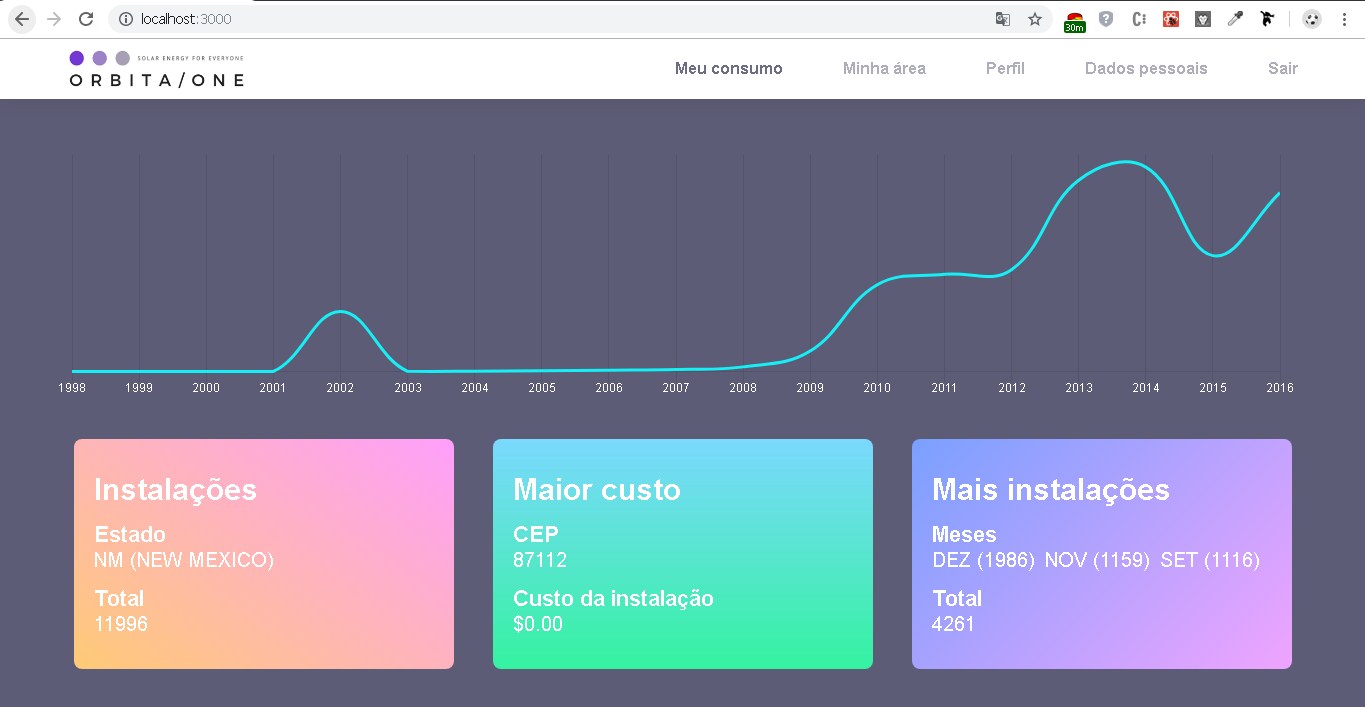 localhost:3000
30m
SOLAR ENERGY FOR EVERYONE
ORBITA/ONE
Meu consumo Minha área Perfil Dados pessoais Sair
1998 1999 2000 2001 2002 2003 2004 2005 2006 2007 2008 2009 2010 2011 2012 2013 2014 2015 2016
Instalações
Estado
NM (NEW MEXICO)
Total
11996
Maior custo
CEP
87112
Custo da instalação
$0.00
Mais instalações
Meses
DEZ (1986) NOV (1159) SET (1116)
Total
4261